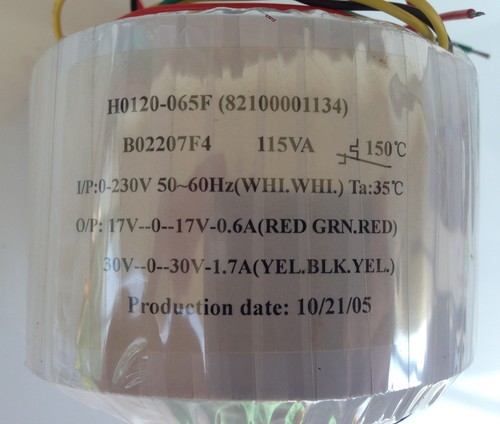 H0120-065F (82100001134)
B02207F4 115VA 150℃
I/P:0-230V 50~60Hz(WHI.WHI.) Ta:35℃
O/P: 17V--0--17V-0.6A(RED GRN.RED)
30V--0--30V-1.7A(YEL.BLK.YEL.)
Production date: 10/21/05